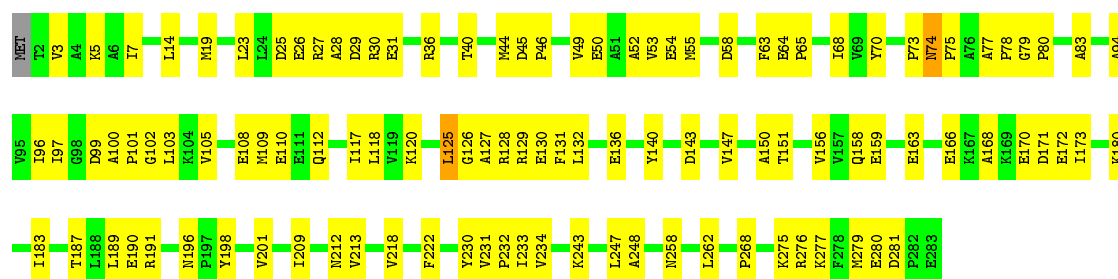 MET T2 V3 K5 A6 I7 L14 M19 L23 L24 D25 E26 R27 A28 D29 R30 E31 R36 T40 M44 D45 P46 V49 E50 A51 A52 V53 E54 M55 D58 F63 E64 P65 I68 V69 Y70 P73 N74 P75 A76 A77 P78 G79 P80 A83 A94
V95 I96 I97 G98 D99 A100 P101 G102 L103 K104 V105 E108 M109 E110 E111 Q112 I117 L118 V119 K120 L125 G126 A127 R128 R129 E130 F131 L132 E136 Y140 D143 V147 A150 T151 V156 V157 Q158 E159 E163 E166 K167 A168 K169 E170 D171 E172 I173 K180
I183 T187 L188 L189 E190 R191 N196 P197 Y198 V201 I209 N212 V213 V218 F222 Y230 V231 P232 I233 V234 K243 L247 A248 N258 L262 P268 K275 R276 K277 F278 M279 E280 D281 P282 E283